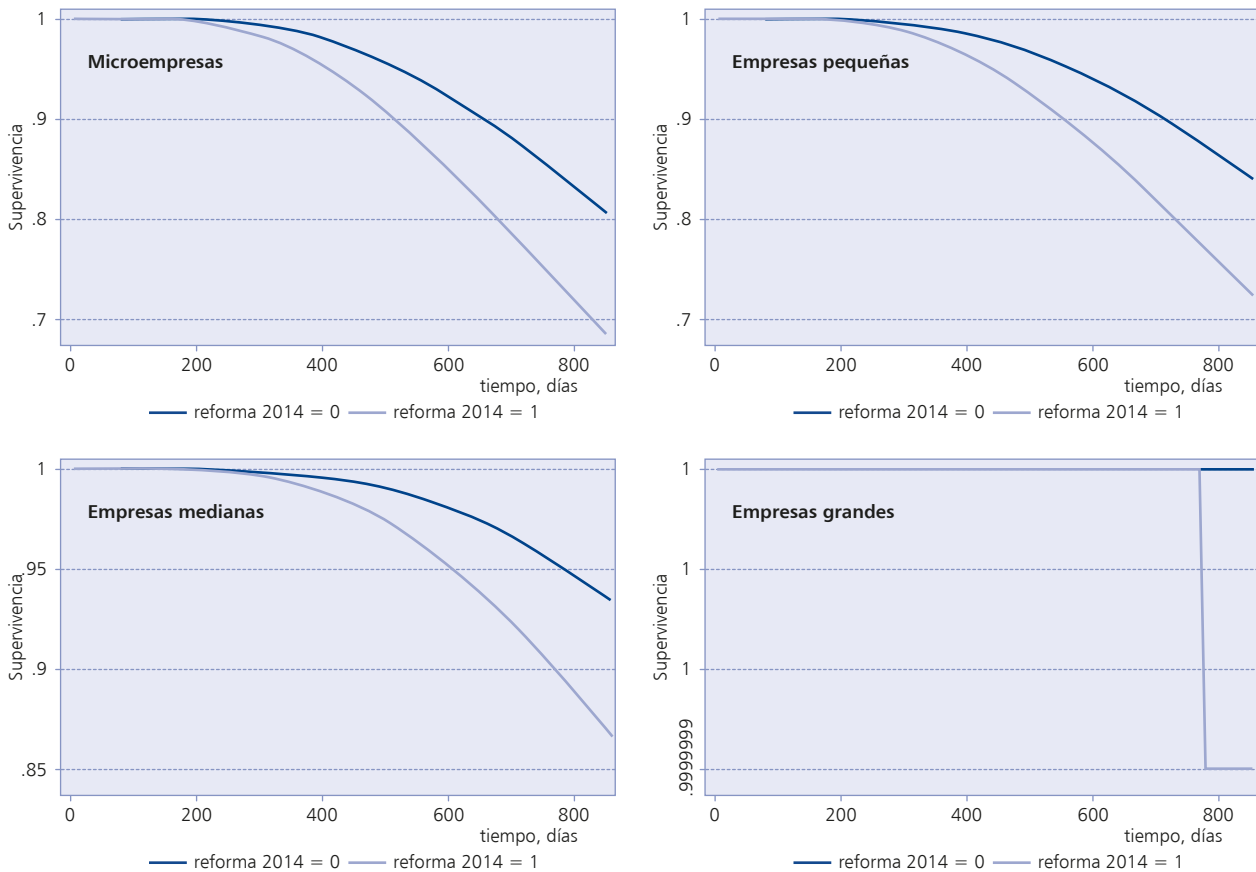 Microempresas
Supervivencia
1
.9
.8
.7
0 200 400 600 800
tiempo, días
reforma 2014 = 0 reforma 2014 = 1
Empresas pequeñas
Supervivencia
1
.9
.8
.7
0 200 400 600 800
tiempo, días
reforma 2014 = 0 reforma 2014 = 1
Empresas medianas
Supervivencia
1
.95
.9
.85
0 200 400 600 800
tiempo, días
reforma 2014 = 0 reforma 2014 = 1
Empresas grandes
Supervivencia
1
1
1
.99999999
0 200 400 600 800
tiempo, días
reforma 2014 = 0 reforma 2014 = 1